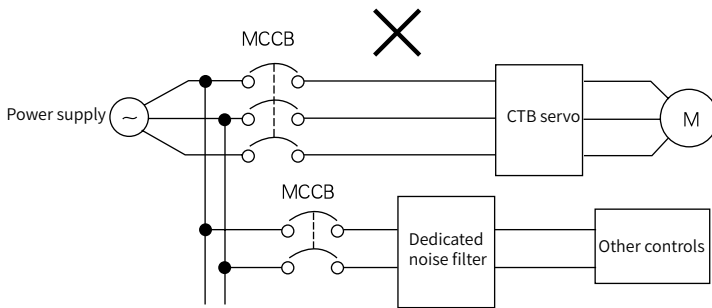 MCCB
Power supply
~
CTB servo
M
MCCB
Dedicated
noise filter
Other controls